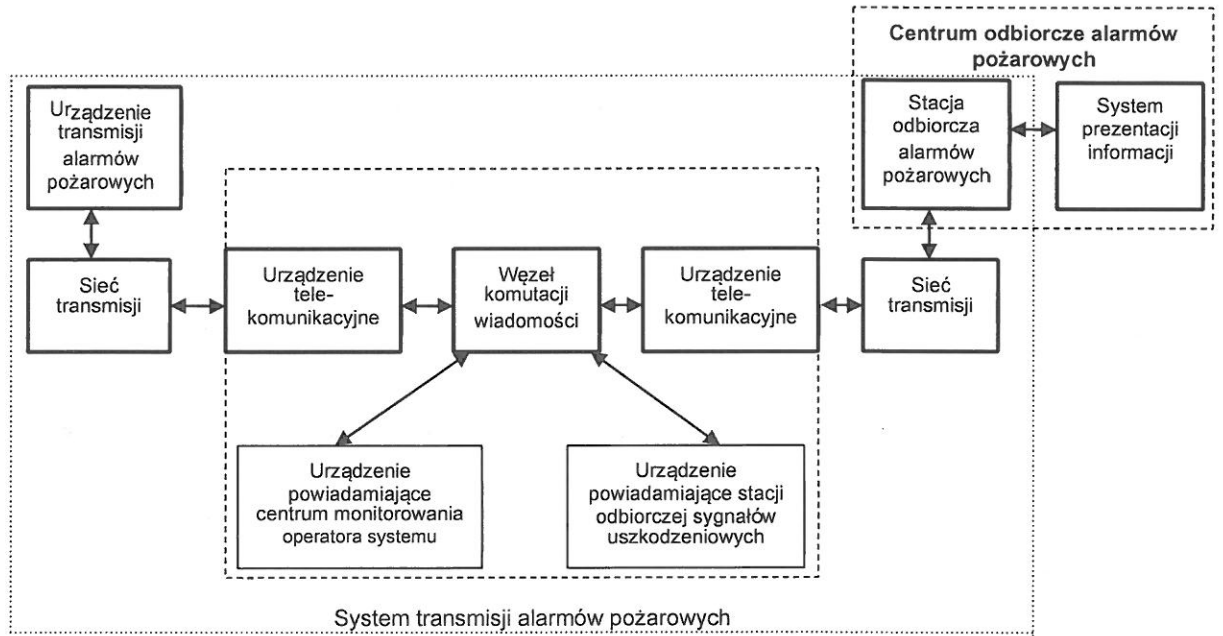 Centrum odbiorcze alarmów
pożarowych
Urządzenie
transmisji
alarmów
pożarowych
Stacja
odbiorcza
alarmów
pożarowych
System
prezentacji
informacji
Sieć
transmisji
Urządzenie
tele-
komunikacyjne
Węzeł
komutacji
wiadomości
Urządzenie
tele-
komunikacyjne
Sieć
transmisji
Urządzenie
powiadamiające
centrum monitorowania
operatora systemu
Urządzenie
powiadamiające stacji
odbiorczej sygnałów
uszkodzeniowych
System transmisji alarmów pożarowych